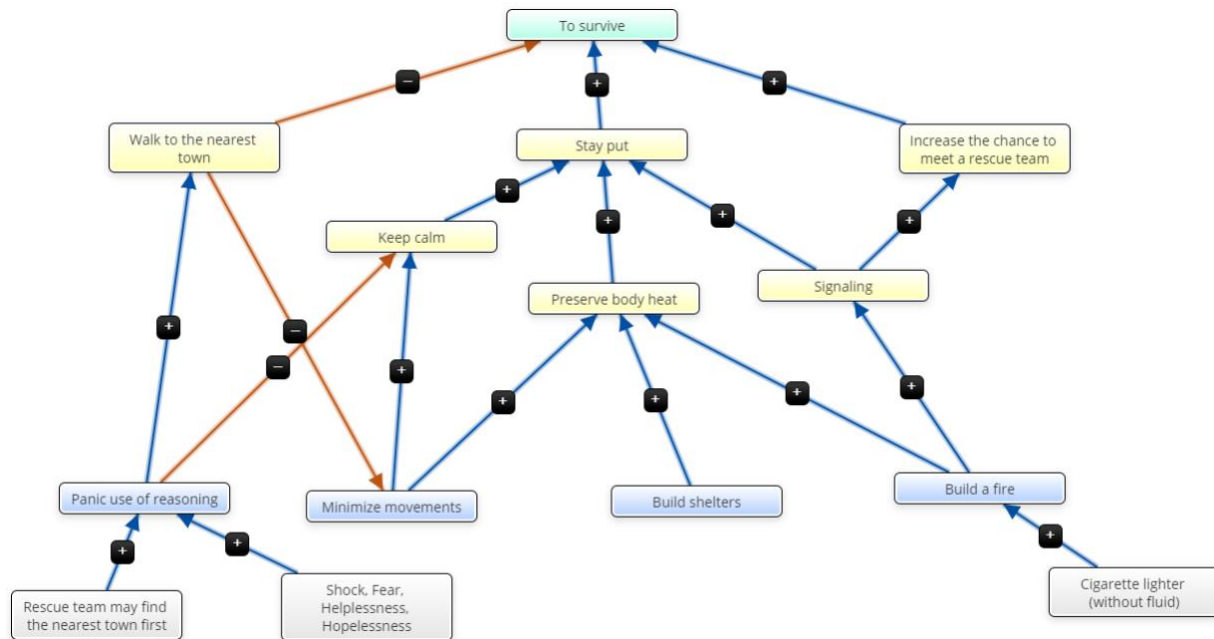 To survive
−
+
+
Walk to the nearest
town
Stay put
Increase the chance to
meet a rescue team
+
+
+
+
Keep calm
Preserve body heat
Signaling
+
−
−
+
+
+
+
+
Panic use of reasoning
Minimize movements
Build shelters
Build a fire
+
+
+
Rescue team may find
the nearest town first
Shock, Fear,
Helplessness,
Hopelessness
Cigarette lighter
(without fluid)